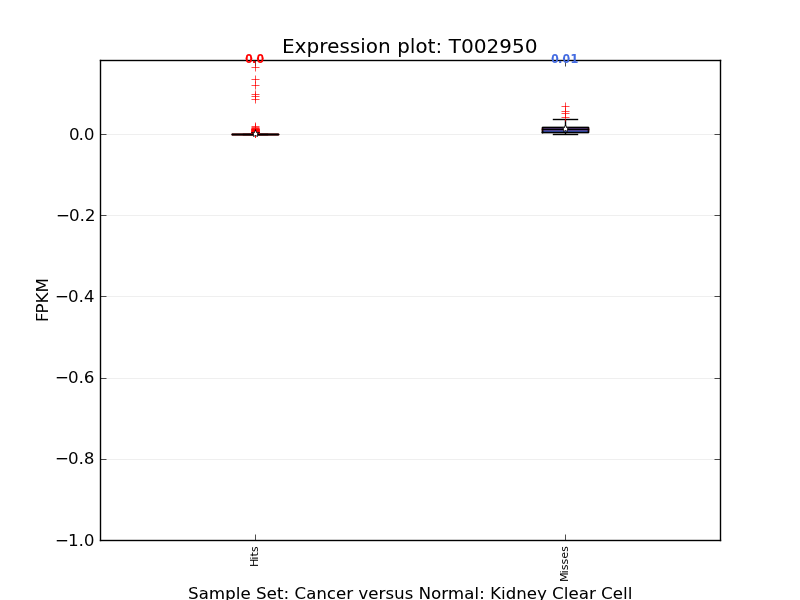 Expression plot: T002950
0.0
0.01
0.0
−0.2
−0.4
−0.6
−0.8
−1.0
FPKM
Hits
Misses
Sample Set: Cancer versus Normal: Kidney Clear Cell